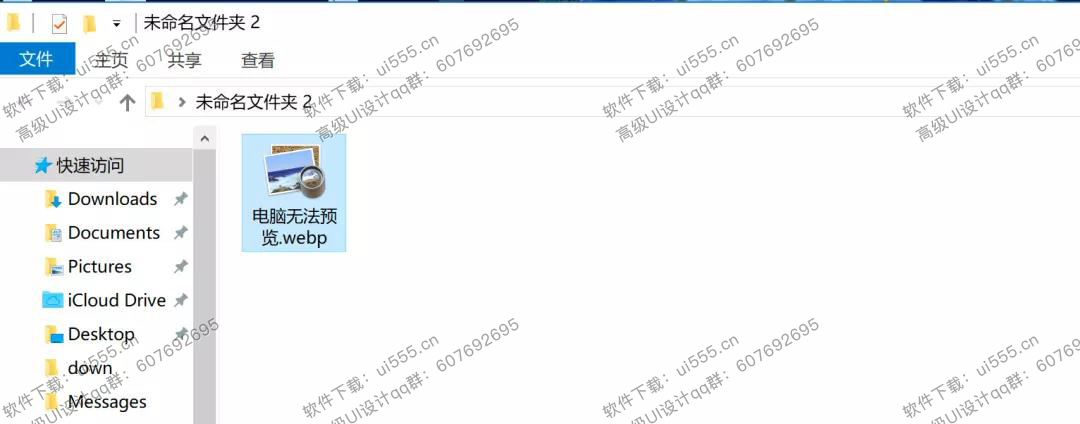 未命名文件夹 2
文件 主页 共享 查看
未命名文件夹 2
快速访问
Downloads
Documents
Pictures
iCloud Drive
Desktop
down
Messages
电脑无法预
览.webp
软件下载：ui555.cn
高级UI设计qq群：607692695
软件下载：ui555.cn
高级UI设计qq群：607692695
软件下载：ui555.cn
高级UI设计qq群：607692695
软件下载：ui555.cn
高级UI设计qq群：607692695
软件下载：ui555.cn
高级UI设计qq群：607692695
软件下载：ui555.cn
高级UI设计qq群：607692695
软件下载：ui555.cn
高级UI设计qq群：
软件下载：ui555.cn
高级UI设计qq群：